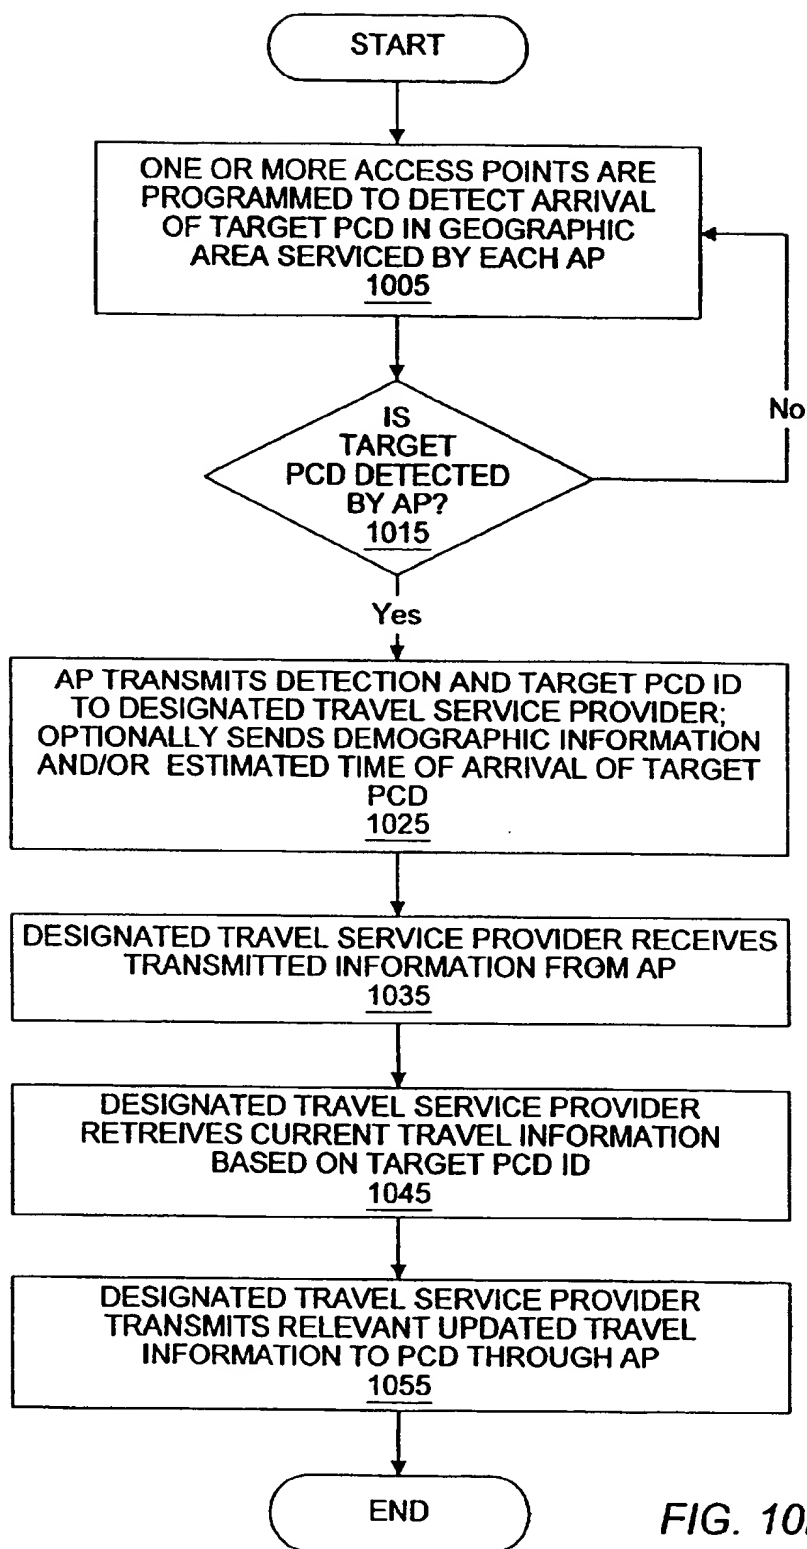 START
ONE OR MORE ACCESS POINTS ARE
PROGRAMMED TO DETECT ARRIVAL
OF TARGET PCD IN GEOGRAPHIC
AREA SERVICED BY EACH AP
1005
No
IS
TARGET
PCD DETECTED
BY AP?
1015
Yes
AP TRANSMITS DETECTION AND TARGET PCD ID
TO DESIGNATED TRAVEL SERVICE PROVIDER;
OPTIONALLY SENDS DEMOGRAPHIC INFORMATION
AND/OR ESTIMATED TIME OF ARRIVAL OF TARGET
PCD
1025
DESIGNATED TRAVEL SERVICE PROVIDER RECEIVES
TRANSMITTED INFORMATION FROM AP
1035
DESIGNATED TRAVEL SERVICE PROVIDER
RETREIVES CURRENT TRAVEL INFORMATION
BASED ON TARGET PCD ID
1045
DESIGNATED TRAVEL SERVICE PROVIDER
TRANSMITS RELEVANT UPDATED TRAVEL
INFORMATION TO PCD THROUGH AP
1055
END
FIG.